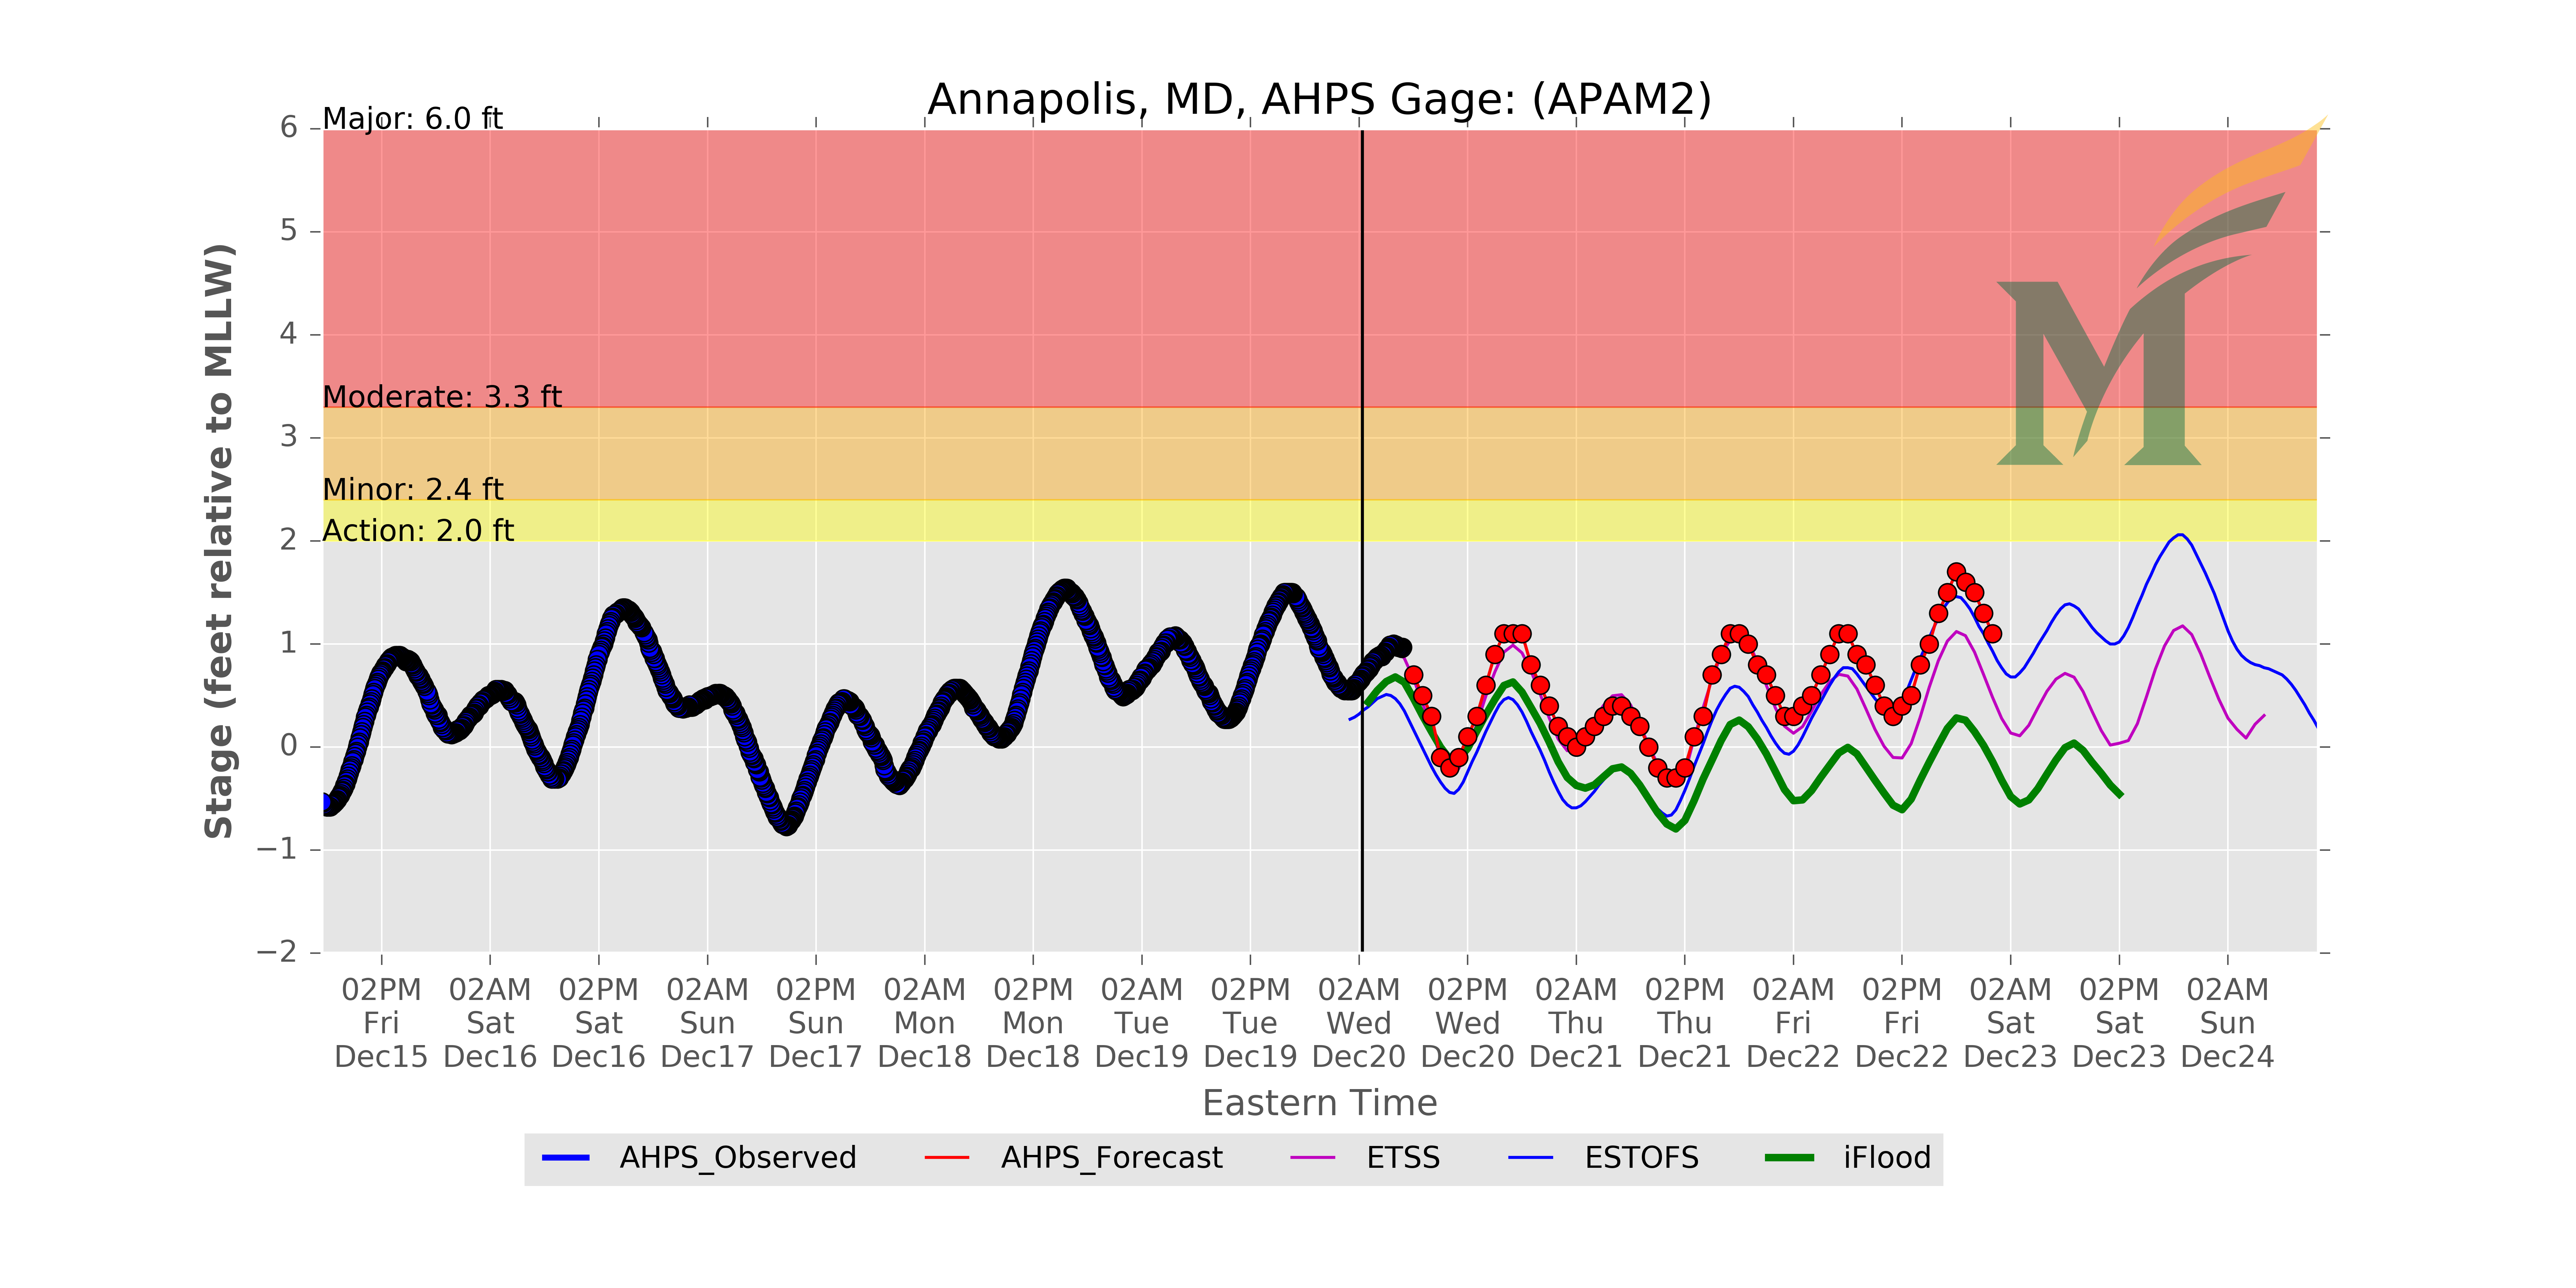 Annapolis, MD, AHPS Gage: (APAM2)
Major: 6.0 ft
Moderate: 3.3 ft
Minor: 2.4 ft
Action: 2.0 ft
6
5
4
3
2
1
0
−1
−2
Stage (feet relative to MLLW)
02PM 02AM 02PM 02AM 02PM 02AM 02PM 02AM 02PM 02AM 02PM 02AM 02PM 02AM 02PM 02AM 02PM 02AM
Fri Sat Sat Sun Sun Mon Mon Tue Tue Wed Wed Thu Thu Fri Fri Sat Sat Sun
Dec15 Dec16 Dec16 Dec17 Dec17 Dec18 Dec18 Dec19 Dec19 Dec20 Dec20 Dec21 Dec21 Dec22 Dec22 Dec23 Dec23 Dec24
Eastern Time
AHPS_Observed AHPS_Forecast ETSS ESTOFS iFlood